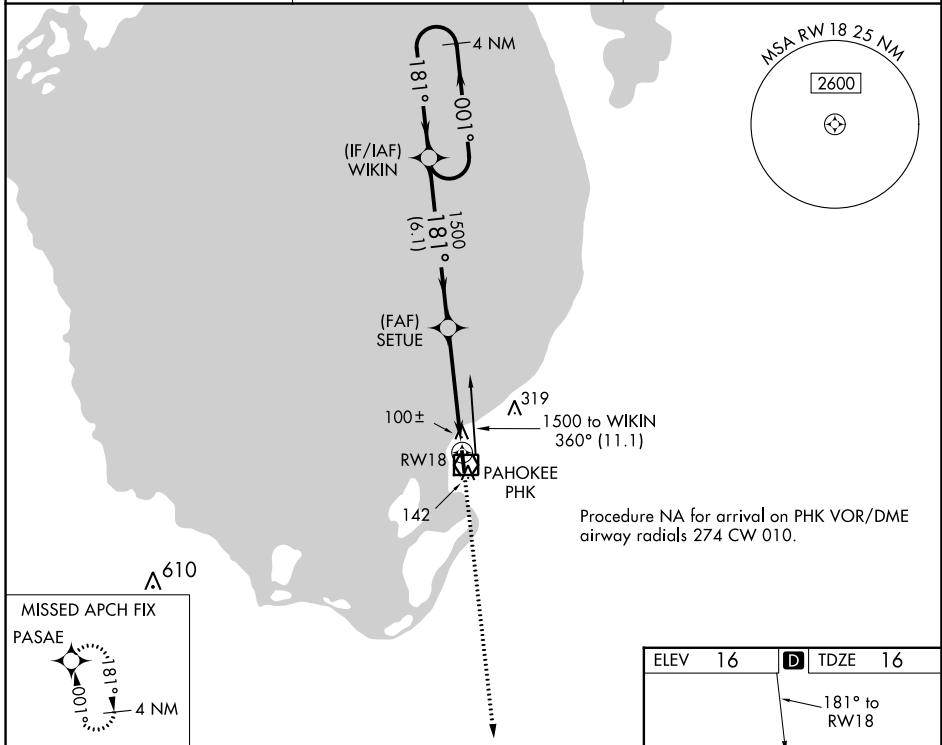 4 NM
181°
001°
(IF/IAF)
WIKIN
1500
181°
(6.1)
(FAF)
SETUE
MSA RW 18 25 NM
2600
319
100±
1500 to WIKIN
360° (11.1)
RW18
PAHOKEE
PHK
142
Procedure NA for arrival on PHK VOR/DME
airway radials 274 CW 010.
610
MISSED APCH FIX
PASAE
181°
001°
4 NM
ELEV 16 D TDZE 16
181° to
RW18